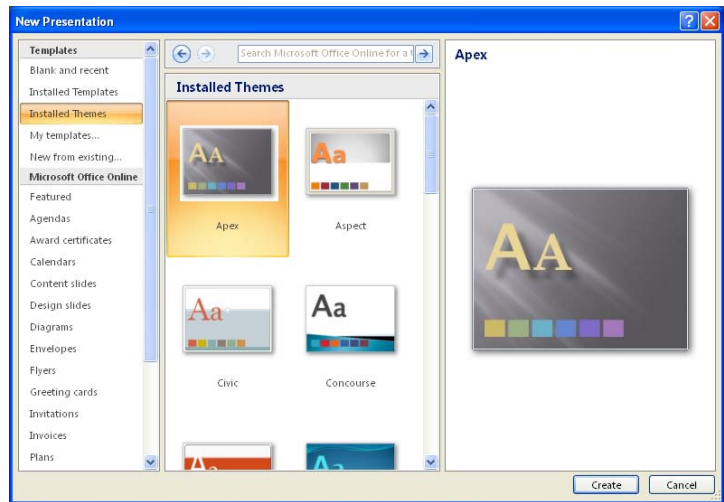 New Presentation
Templates
Blank and recent
Installed Templates
Installed Themes
My templates...
New from existing...
Microsoft Office Online
Featured
Agendas
Award certificates
Calendars
Content slides
Design slides
Diagrams
Envelopes
Flyers
Greeting cards
Invitations
Invoices
Plans
Search Microsoft Office Online for a t
Installed Themes
AA
Aa
Apex
Aspect
Aa
Aa
Civic
Concourse
Aa
Aa
Apex
AA
Create
Cancel